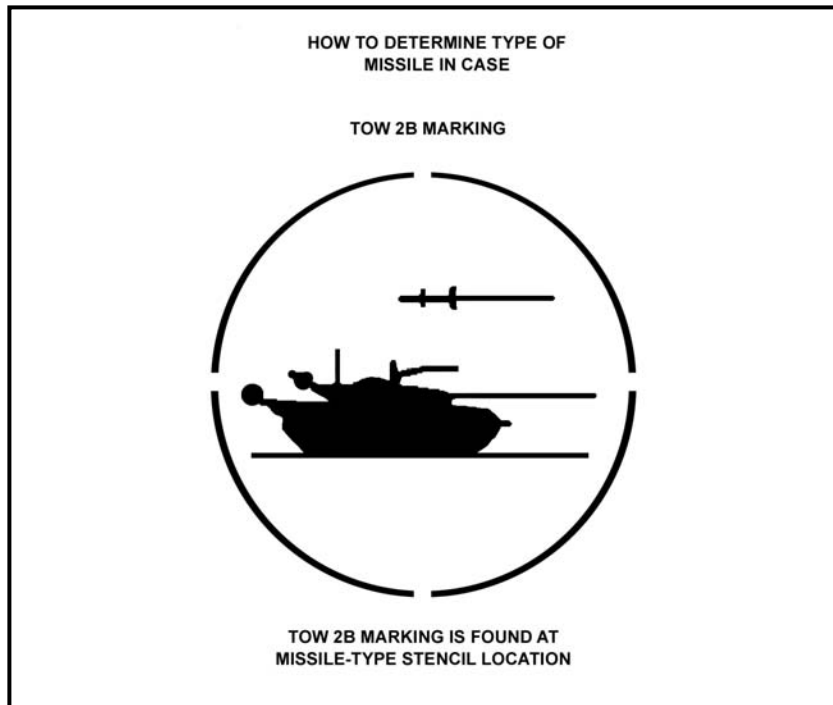 HOW TO DETERMINE TYPE OF
MISSILE IN CASE
TOW 2B MARKING
TOW 2B MARKING IS FOUND AT
MISSILE-TYPE STENCIL LOCATION